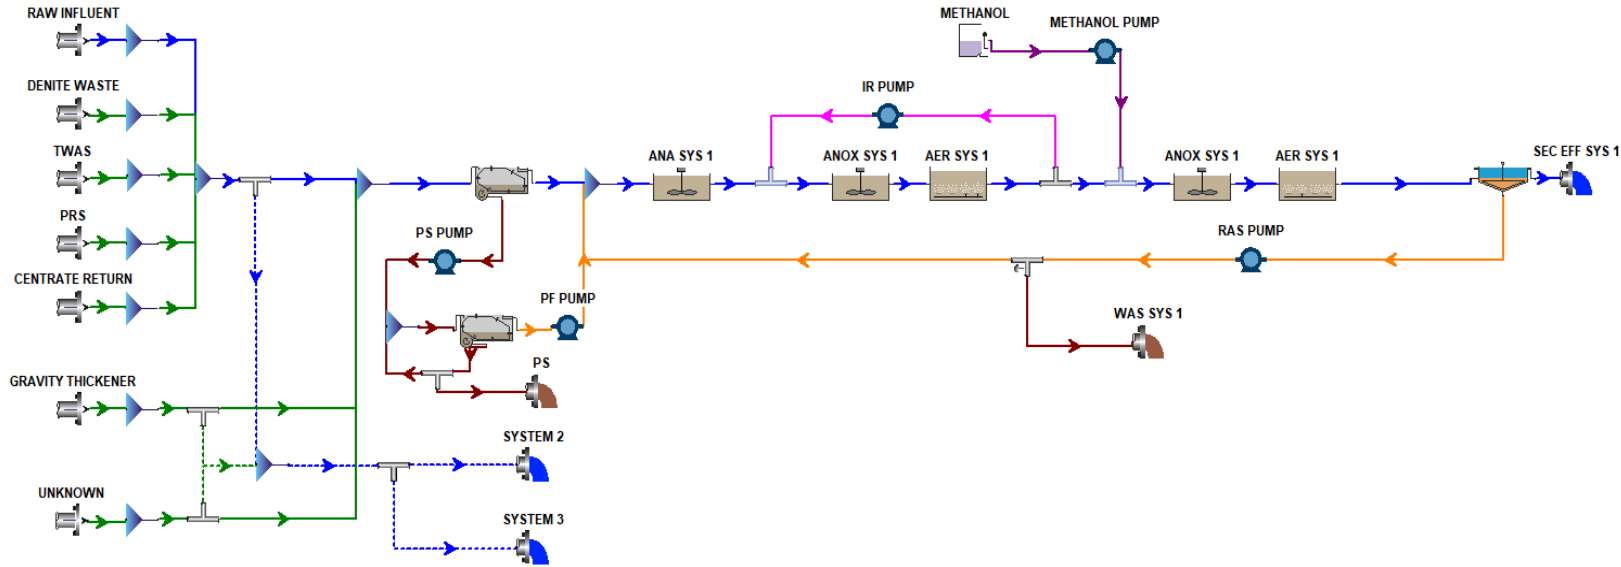 RAW INFLUENT
METHANOL
METHANOL PUMP
DENITE WASTE
IR PUMP
TWAS
ANA SYS 1
ANOX SYS 1
AER SYS 1
ANOX SYS 1
AER SYS 1
SEC EFF SYS 1
PRS
PS PUMP
RAS PUMP
CENTRATE RETURN
PF PUMP
WAS SYS 1
PS
GRAVITY THICKENER
SYSTEM 2
UNKNOWN
SYSTEM 3